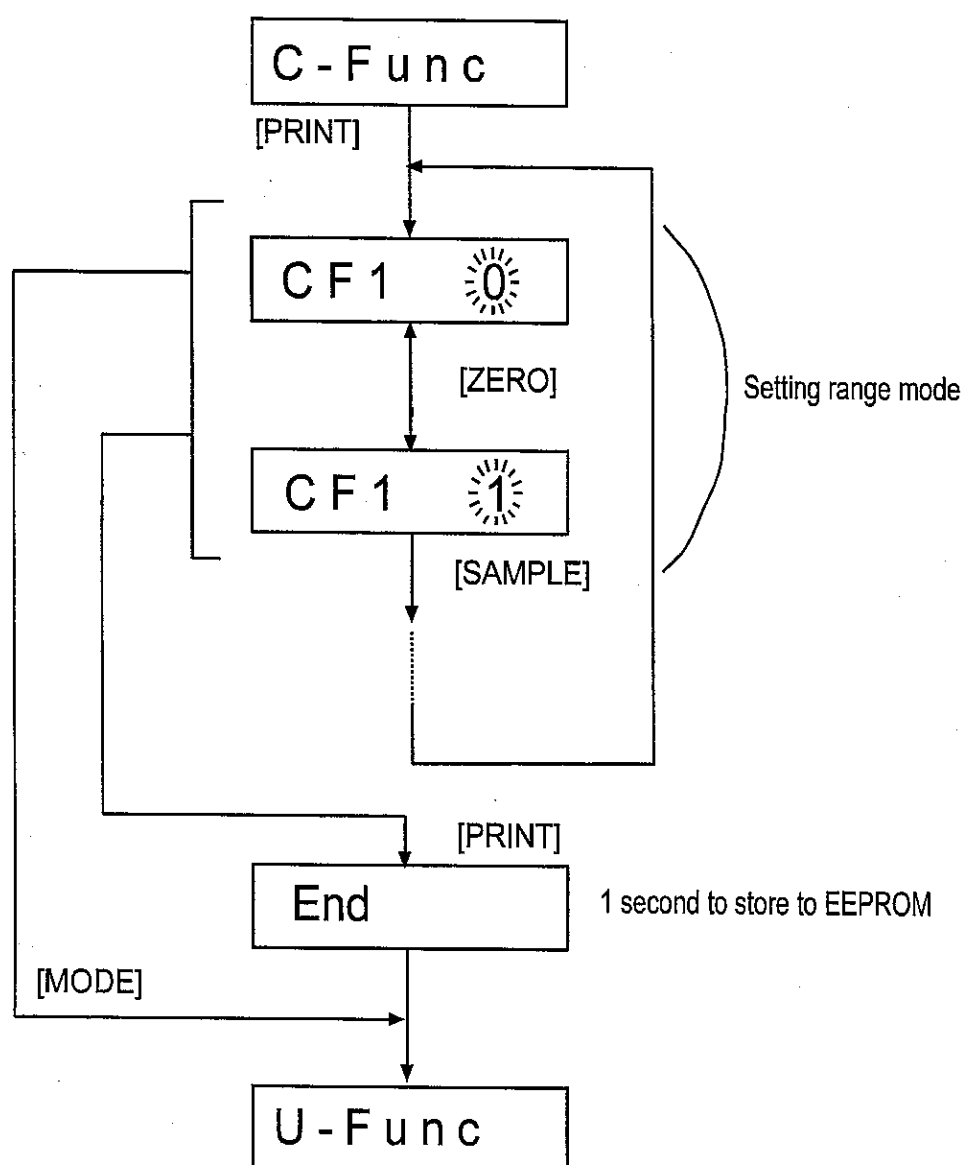 C-Func
[PRINT]
CF1 0
[ZERO]
Setting range mode
CF1 1
[SAMPLE]
[PRINT]
End
1 second to store to EEPROM
[MODE]
U-Func